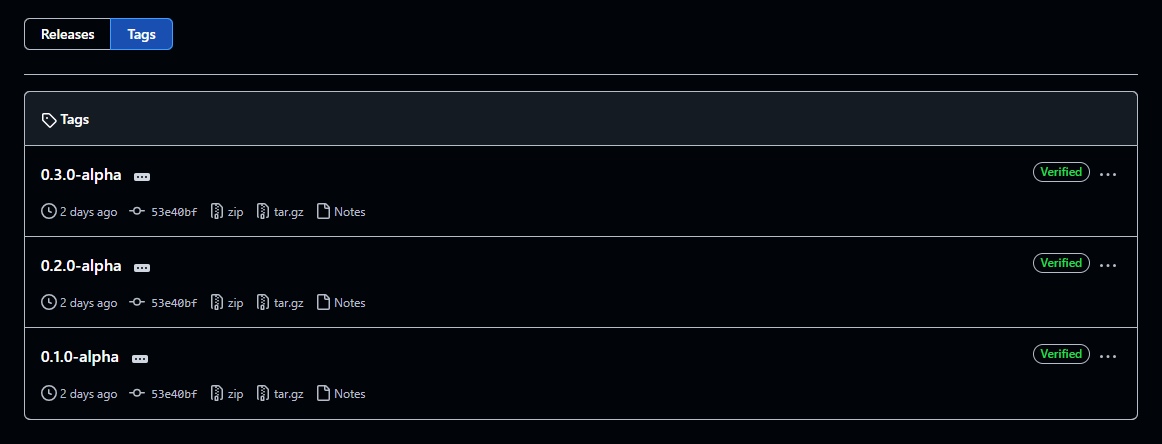 Releases Tags
Tags
0.3.0-alpha Verified
2 days ago 53e40bf zip tar.gz Notes
0.2.0-alpha Verified
2 days ago 53e40bf zip tar.gz Notes
0.1.0-alpha Verified
2 days ago 53e40bf zip tar.gz Notes